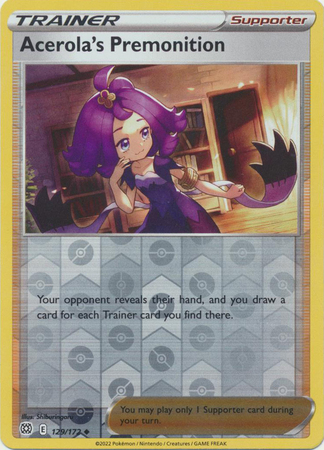 TRAINER Supporter
Acerola's Premonition
Your opponent reveals their hand, and you draw a
card for each Trainer card you find there.
Illus. Shiburingaru
You may play only 1 Supporter card during
your turn.
E 129/172
©2022 Pokémon / Nintendo / Creatures / GAME FREAK